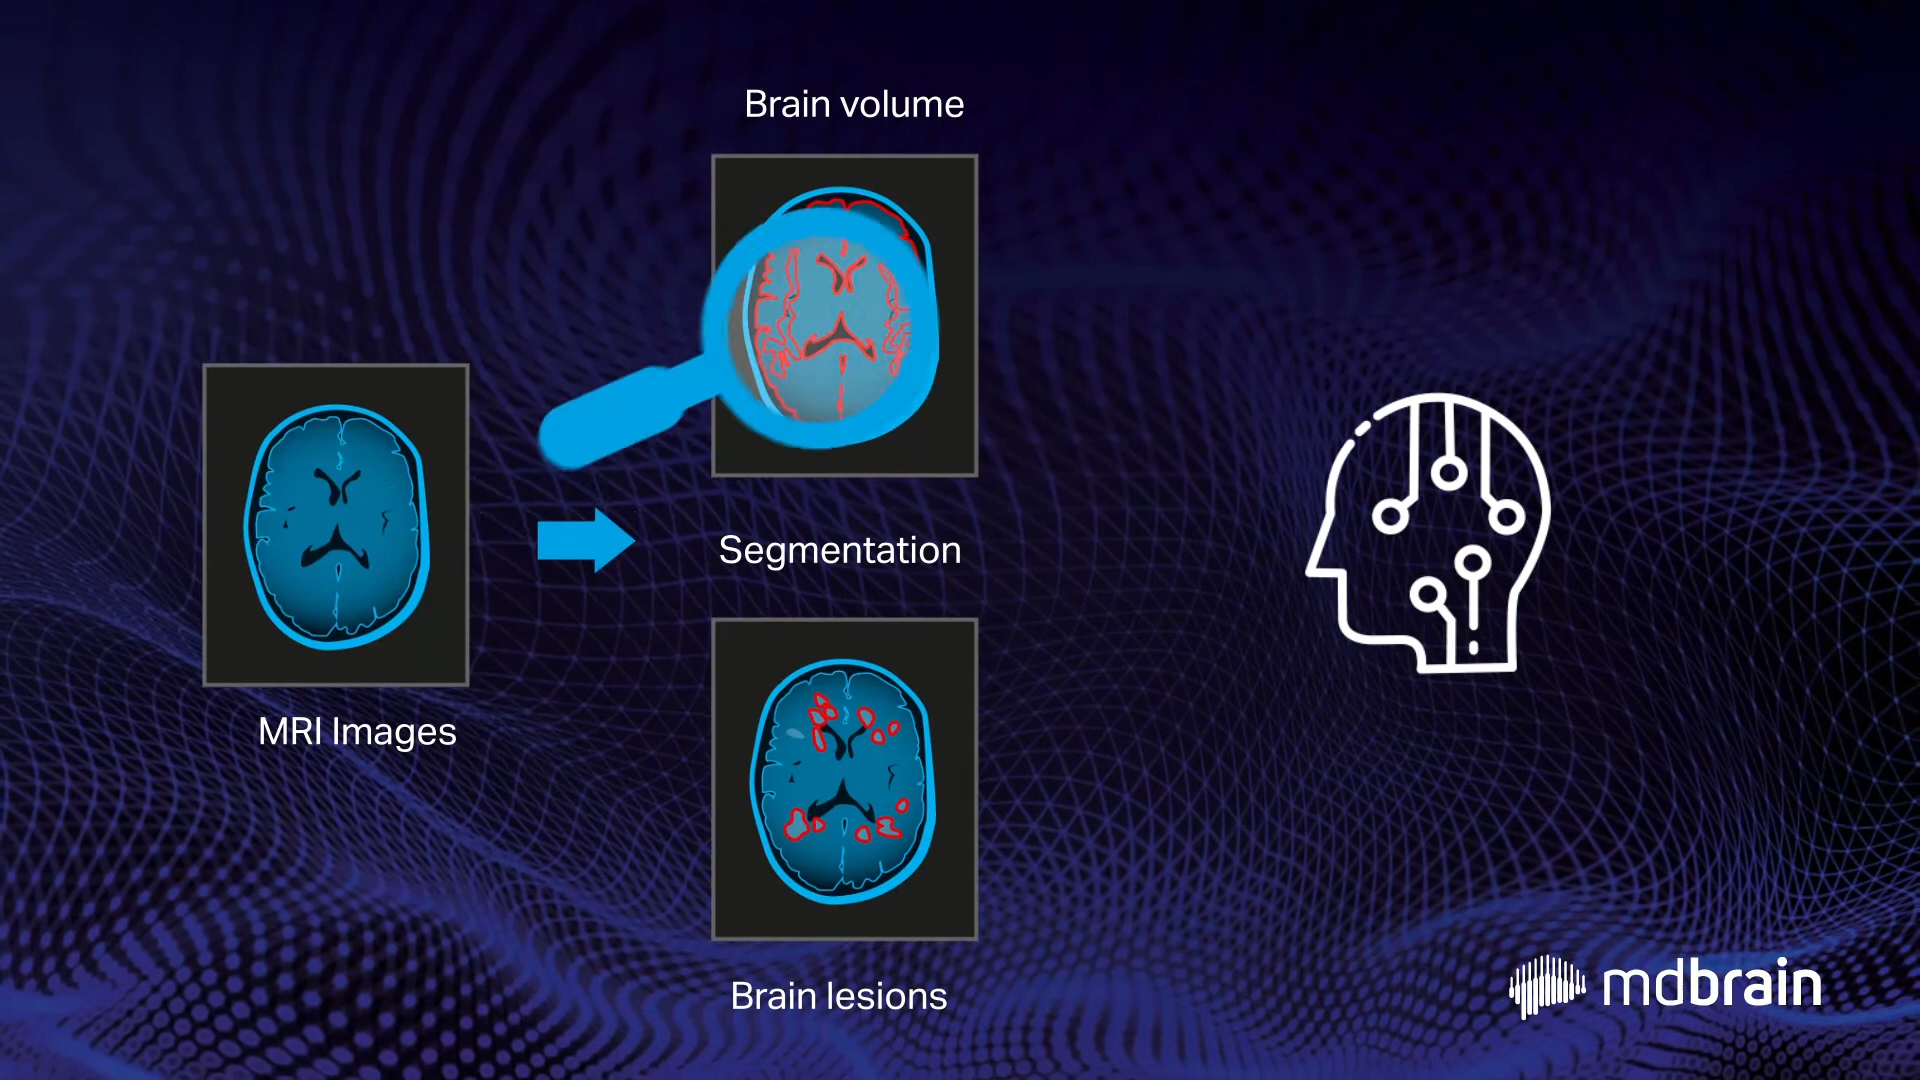 Brain volume
Segmentation
MRI Images
Brain lesions
mdbrain